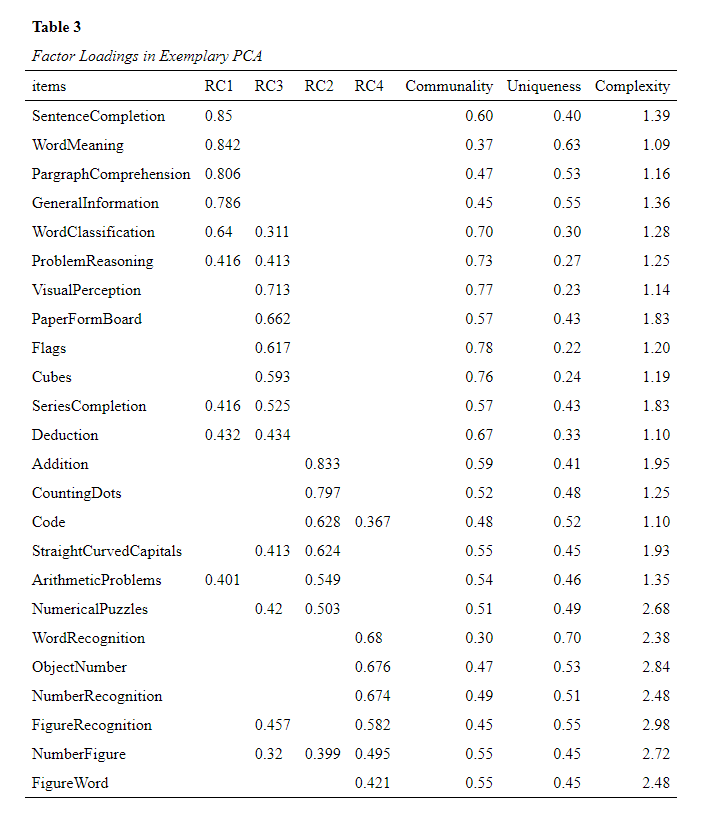 Table 3
Factor Loadings in Exemplary PCA
items RC1 RC3 RC2 RC4 Communality Uniqueness Complexity
SentenceCompletion 0.85 0.60 0.40 1.39
WordMeaning 0.842 0.37 0.63 1.09
PargraphComprehension 0.806 0.47 0.53 1.16
GeneralInformation 0.786 0.45 0.55 1.36
WordClassification 0.64 0.311 0.70 0.30 1.28
ProblemReasoning 0.416 0.413 0.73 0.27 1.25
VisualPerception 0.713 0.77 0.23 1.14
PaperFormBoard 0.662 0.57 0.43 1.83
Flags 0.617 0.78 0.22 1.20
Cubes 0.593 0.76 0.24 1.19
SeriesCompletion 0.416 0.525 0.57 0.43 1.83
Deduction 0.432 0.434 0.67 0.33 1.10
Addition 0.833 0.59 0.41 1.95
CountingDots 0.797 0.52 0.48 1.25
Code 0.628 0.367 0.48 0.52 1.10
StraightCurvedCapitals 0.413 0.624 0.55 0.45 1.93
ArithmeticProblems 0.401 0.549 0.54 0.46 1.35
NumericalPuzzles 0.42 0.503 0.51 0.49 2.68
WordRecognition 0.68 0.30 0.70 2.38
ObjectNumber 0.676 0.47 0.53 2.84
NumberRecognition 0.674 0.49 0.51 2.48
FigureRecognition 0.457 0.582 0.45 0.55 2.98
NumberFigure 0.32 0.399 0.495 0.55 0.45 2.72
FigureWord 0.421 0.55 0.45 2.48